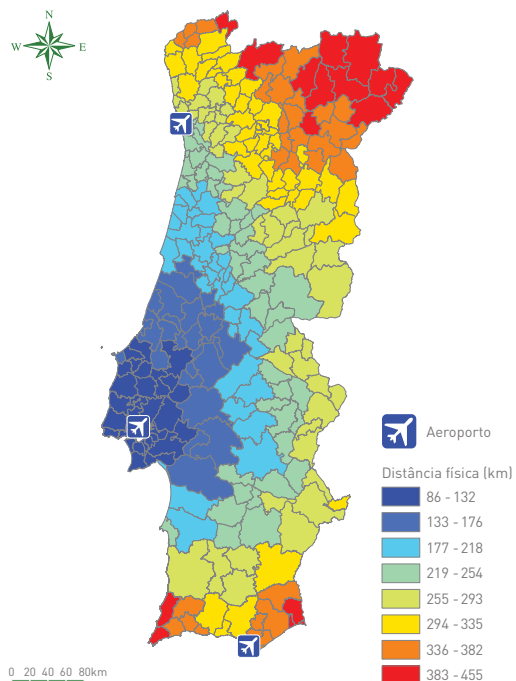 N
W E
S
Aeroporto
Distância física (km)
86 - 132
133 - 176
177 - 218
219 - 254
255 - 293
294 - 335
336 - 382
383 - 455
0 20 40 60 80km